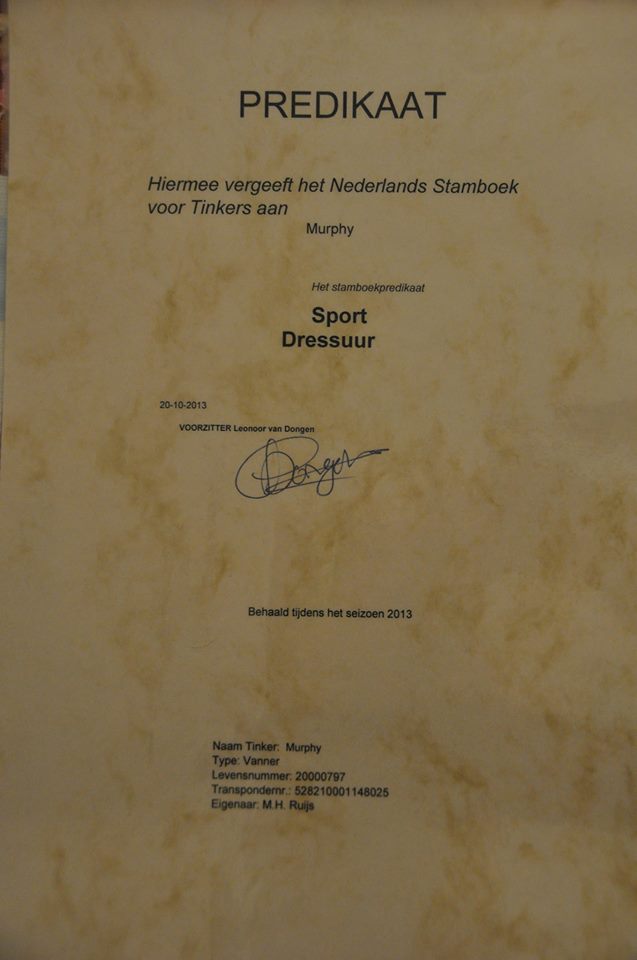 PREDIKAAT
Hiermee vergeeft het Nederlands Stamboek
voor Tinkers aan
Murphy
Het stamboekpredikaat
Sport
Dressuur
20-10-2013
VOORZITTER Leonoor van Dongen
Dongen
Behaald tijdens het seizoen 2013
Naam Tinker: Murphy
Type: Vanner
Levensnummer: 20000797
Transpondernr.: 528210001148025
Eigenaar: M.H. Ruijs